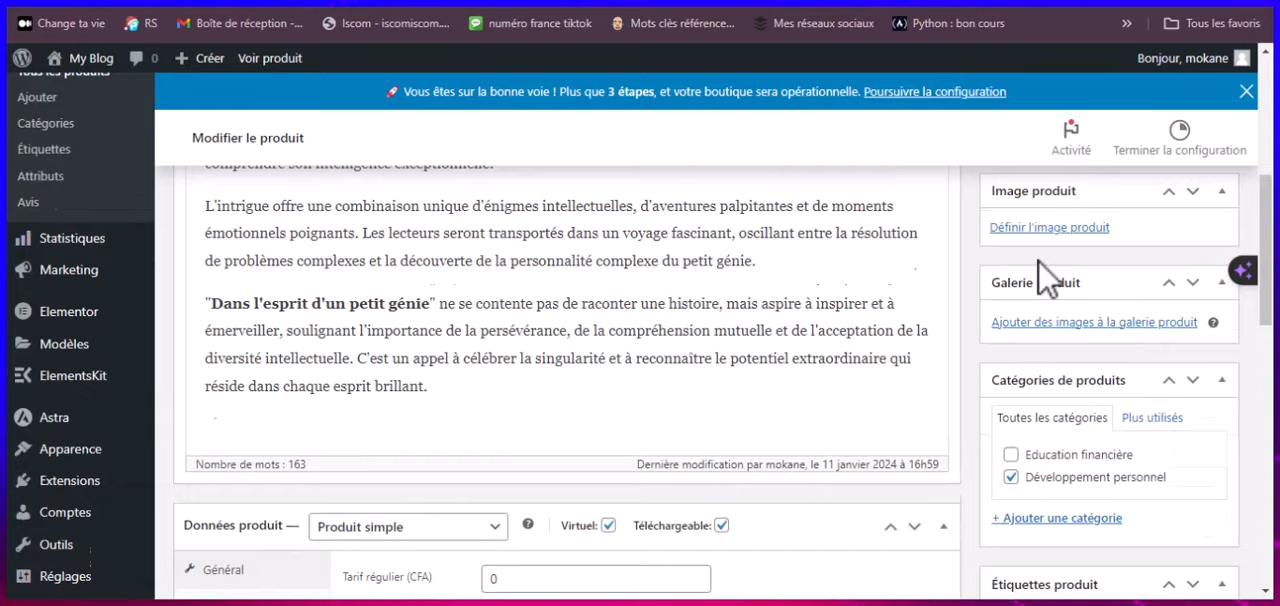 Change ta vie RS Boîte de réception -... Iscom - iscomiscom.... numéro france tiktok Mots clés référence... Mes réseaux sociaux Python : bon cours » Tous les favoris
My Blog 0 Créer Voir produit Bonjour, mokane
Tous les produits
Ajouter
Catégories
Étiquettes
Attributs
Avis
Statistiques
Marketing
Elementor
Modèles
ElementsKit
Astra
Apparence
Extensions
Comptes
Outils
Réglages
Vous êtes sur la bonne voie ! Plus que 3 étapes, et votre boutique sera opérationnelle. Poursuivre la configuration
Modifier le produit
Activité Terminer la configuration
comprendre son intelligence exceptionnelle.
L'intrigue offre une combinaison unique d'énigmes intellectuelles, d'aventures palpitantes et de moments
émotionnels poignants. Les lecteurs seront transportés dans un voyage fascinant, oscillant entre la résolution
de problèmes complexes et la découverte de la personnalité complexe du petit génie.
"Dans l'esprit d'un petit génie" ne se contente pas de raconter une histoire, mais aspire à inspirer et à
émerveiller, soulignant l'importance de la persévérance, de la compréhension mutuelle et de l'acceptation de la
diversité intellectuelle. C'est un appel à célébrer la singularité et à reconnaître le potentiel extraordinaire qui
réside dans chaque esprit brillant.
Nombre de mots : 163 Dernière modification par mokane, le 11 janvier 2024 à 16h59
Données produit — Produit simple Virtuel: Téléchargeable:
Général
Tarif régulier (CFA) 0
Image produit
Définir l'image produit
Galerie produit
Ajouter des images à la galerie produit
Catégories de produits
Toutes les catégories Plus utilisés
Education financière
Développement personnel
+ Ajouter une catégorie
Étiquettes produit